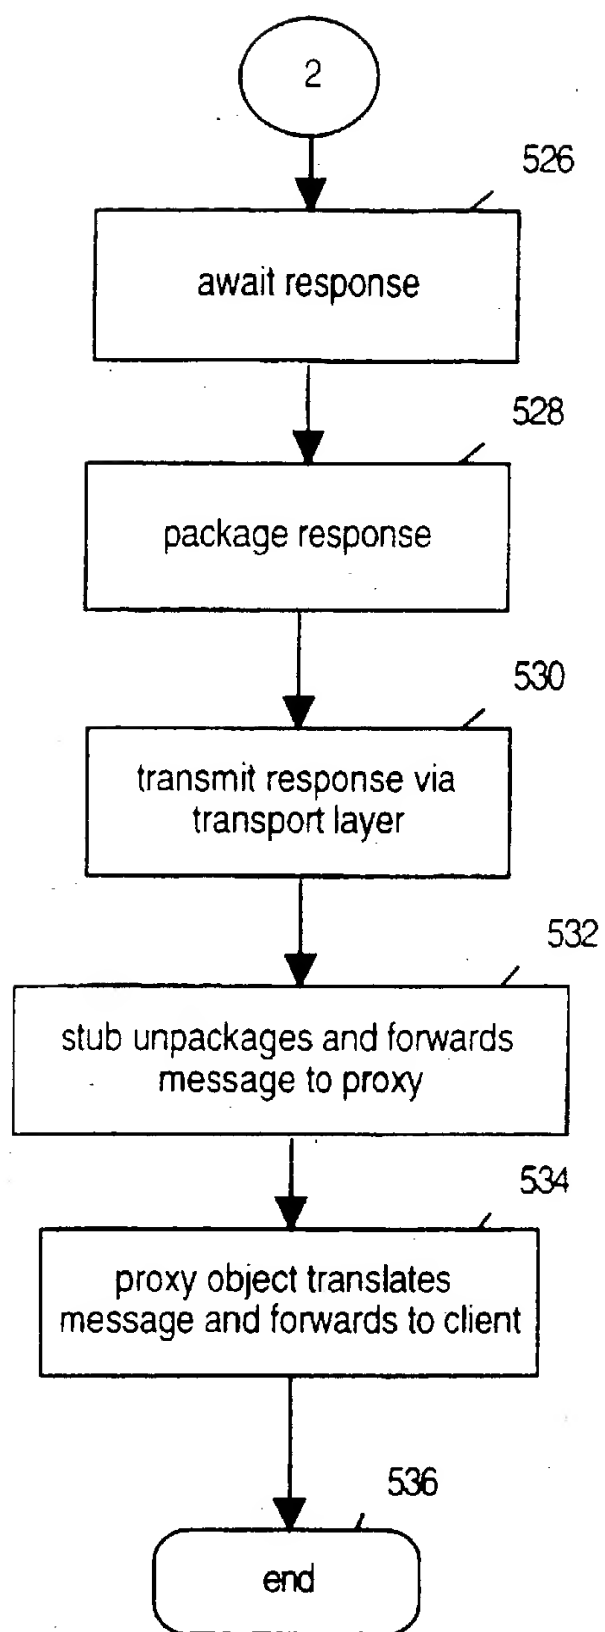 2
526
await response
528
package response
530
transmit response via
transport layer
532
stub unpackages and forwards
message to proxy
534
proxy object translates
message and forwards to client
536
end